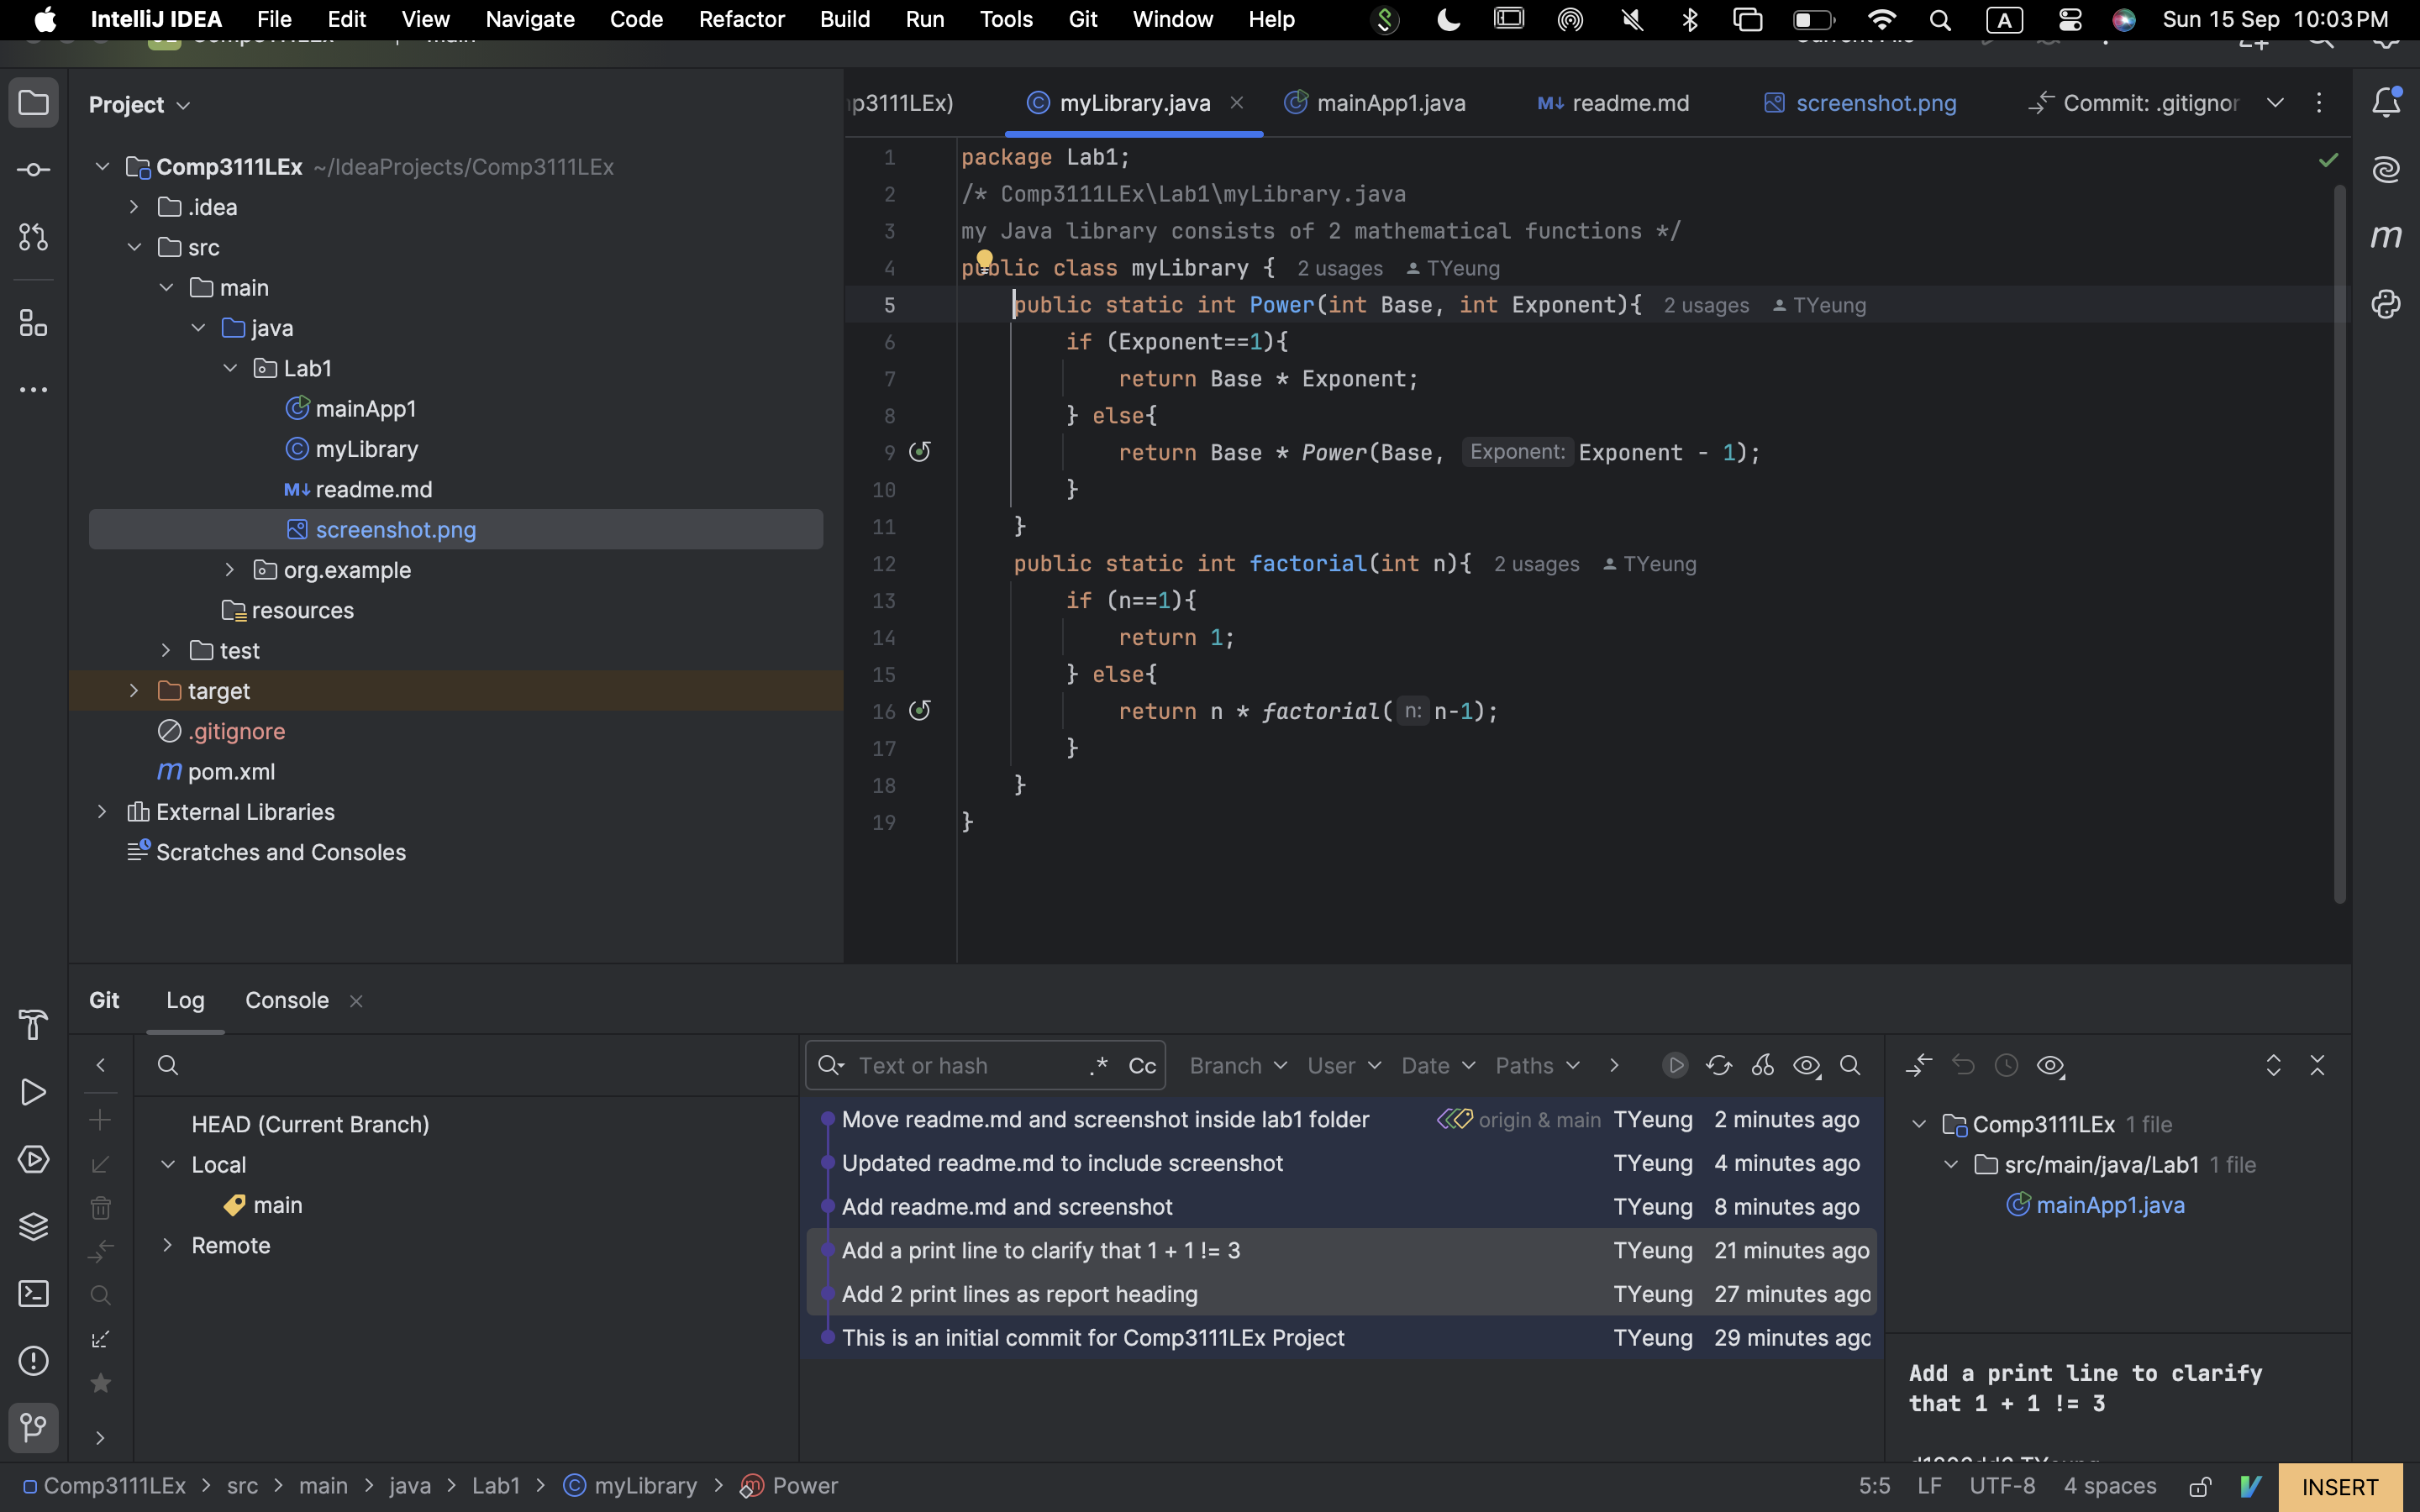 IntelliJ IDEA File Edit View Navigate Code Refactor Build Run Tools Git Window Help A Sun 15 Sep 10:03 PM
Project
Comp3111LEx ~/IdeaProjects/Comp3111LEx
.idea
src
main
java
Lab1
mainApp1
myLibrary
M↓ readme.md
screenshot.png
org.example
resources
test
target
.gitignore
m pom.xml
External Libraries
Scratches and Consoles
p3111LEx) myLibrary.java mainApp1.java M↓ readme.md screenshot.png Commit: .gitignor
1 package Lab1;
2 /* Comp3111LEx\Lab1\myLibrary.java
3 my Java library consists of 2 mathematical functions */
4 public class myLibrary { 2 usages TYeung
5 public static int Power(int Base, int Exponent){ 2 usages TYeung
6 if (Exponent==1){
7 return Base * Exponent;
8 } else{
9 return Base * Power(Base, Exponent: Exponent - 1);
10 }
11 }
12 public static int factorial(int n){ 2 usages TYeung
13 if (n==1){
14 return 1;
15 } else{
16 return n * factorial( n: n-1);
17 }
18 }
19 }
m
Git Log Console
HEAD (Current Branch)
Local
main
Remote
Text or hash .* Cc Branch User Date Paths
Move readme.md and screenshot inside lab1 folder origin & main TYeung 2 minutes ago
Updated readme.md to include screenshot TYeung 4 minutes ago
Add readme.md and screenshot TYeung 8 minutes ago
Add a print line to clarify that 1 + 1 != 3 TYeung 21 minutes ago
Add 2 print lines as report heading TYeung 27 minutes ago
This is an initial commit for Comp3111LEx Project TYeung 29 minutes ago
Comp3111LEx 1 file
src/main/java/Lab1 1 file
mainApp1.java
Add a print line to clarify
that 1 + 1 != 3
Comp3111LEx > src > main > java > Lab1 > myLibrary > Power 5:5 LF UTF-8 4 spaces INSERT